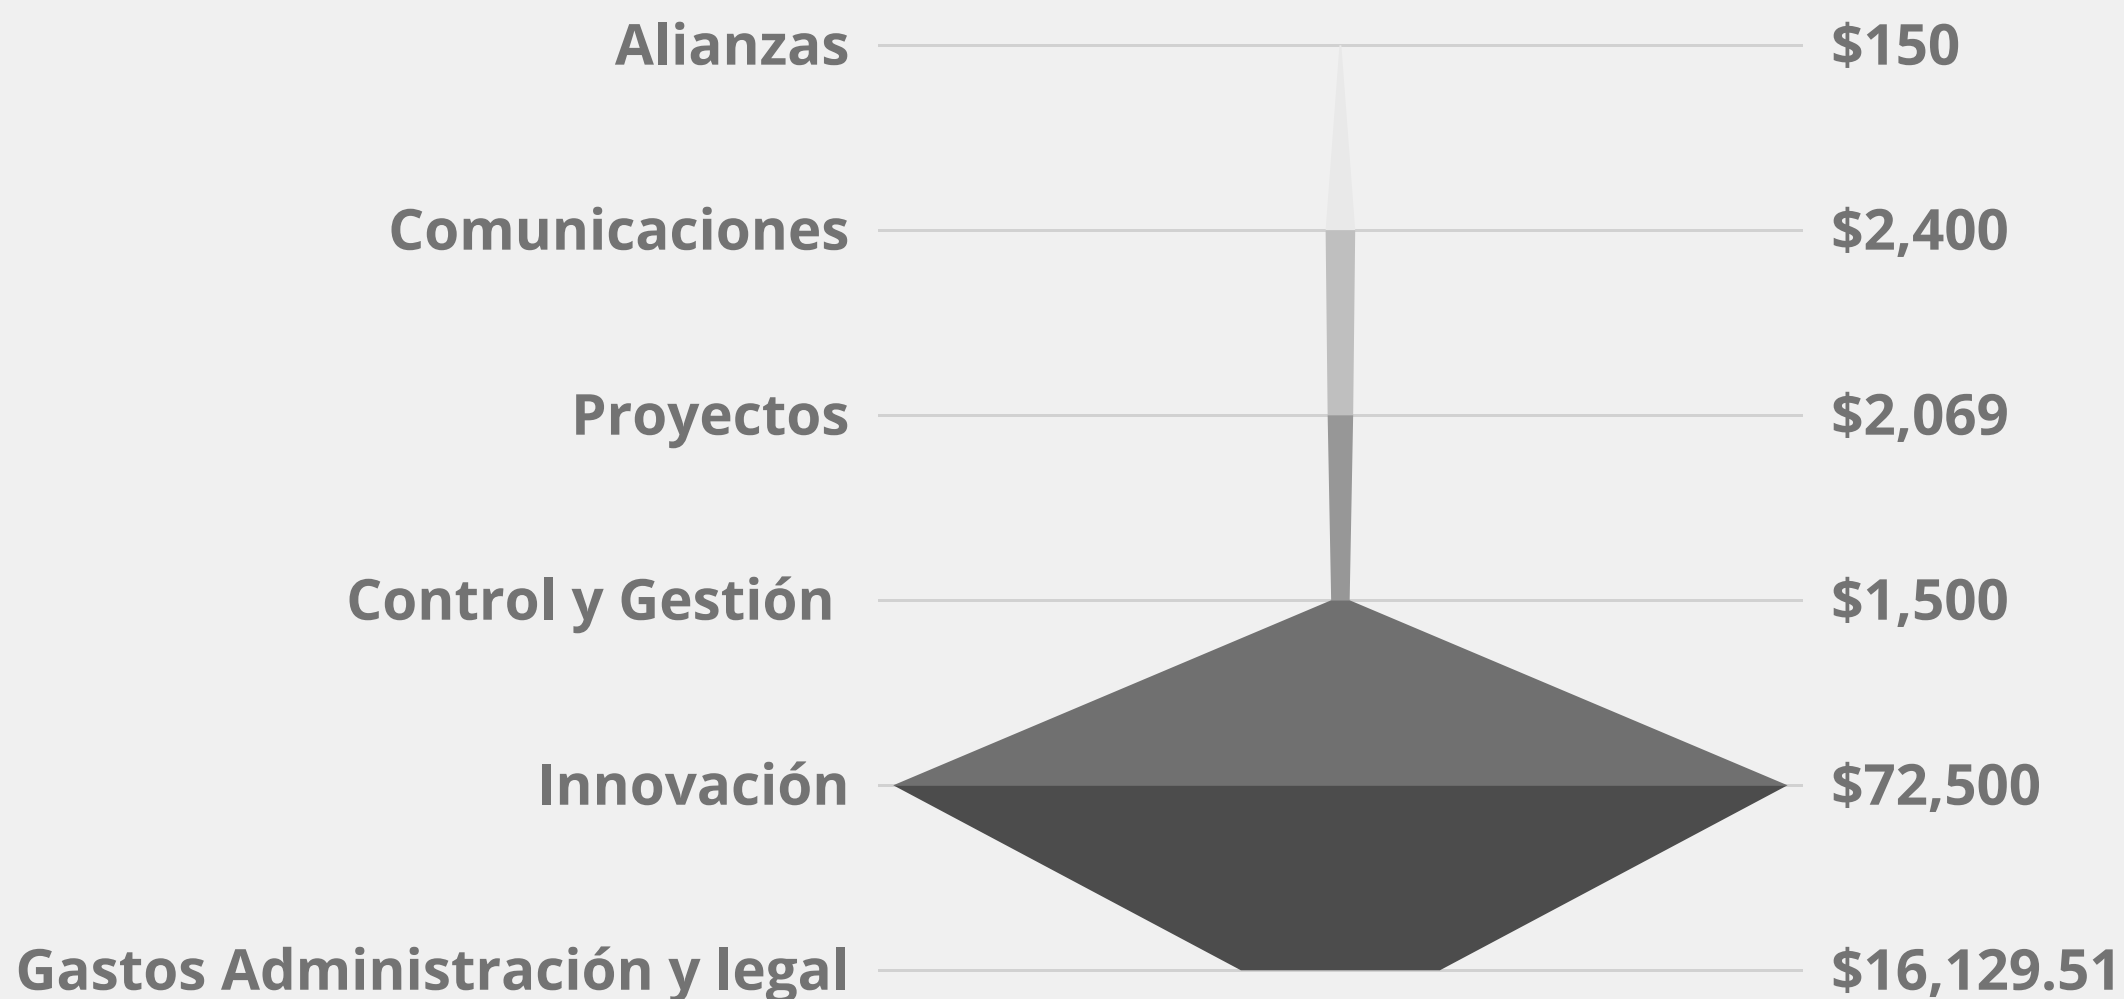 Alianzas $150
Comunicaciones $2,400
Proyectos $2,069
Control y Gestión $1,500
Innovación $72,500
Gastos Administración y legal $16,129.51